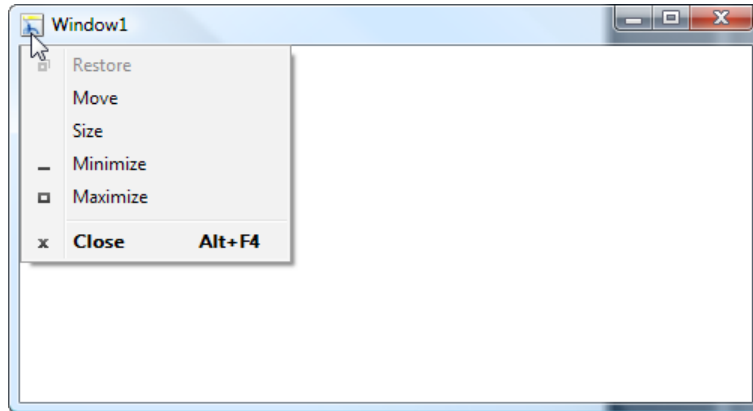 Window1
Restore
Move
Size
Minimize
Maximize
Close Alt+F4